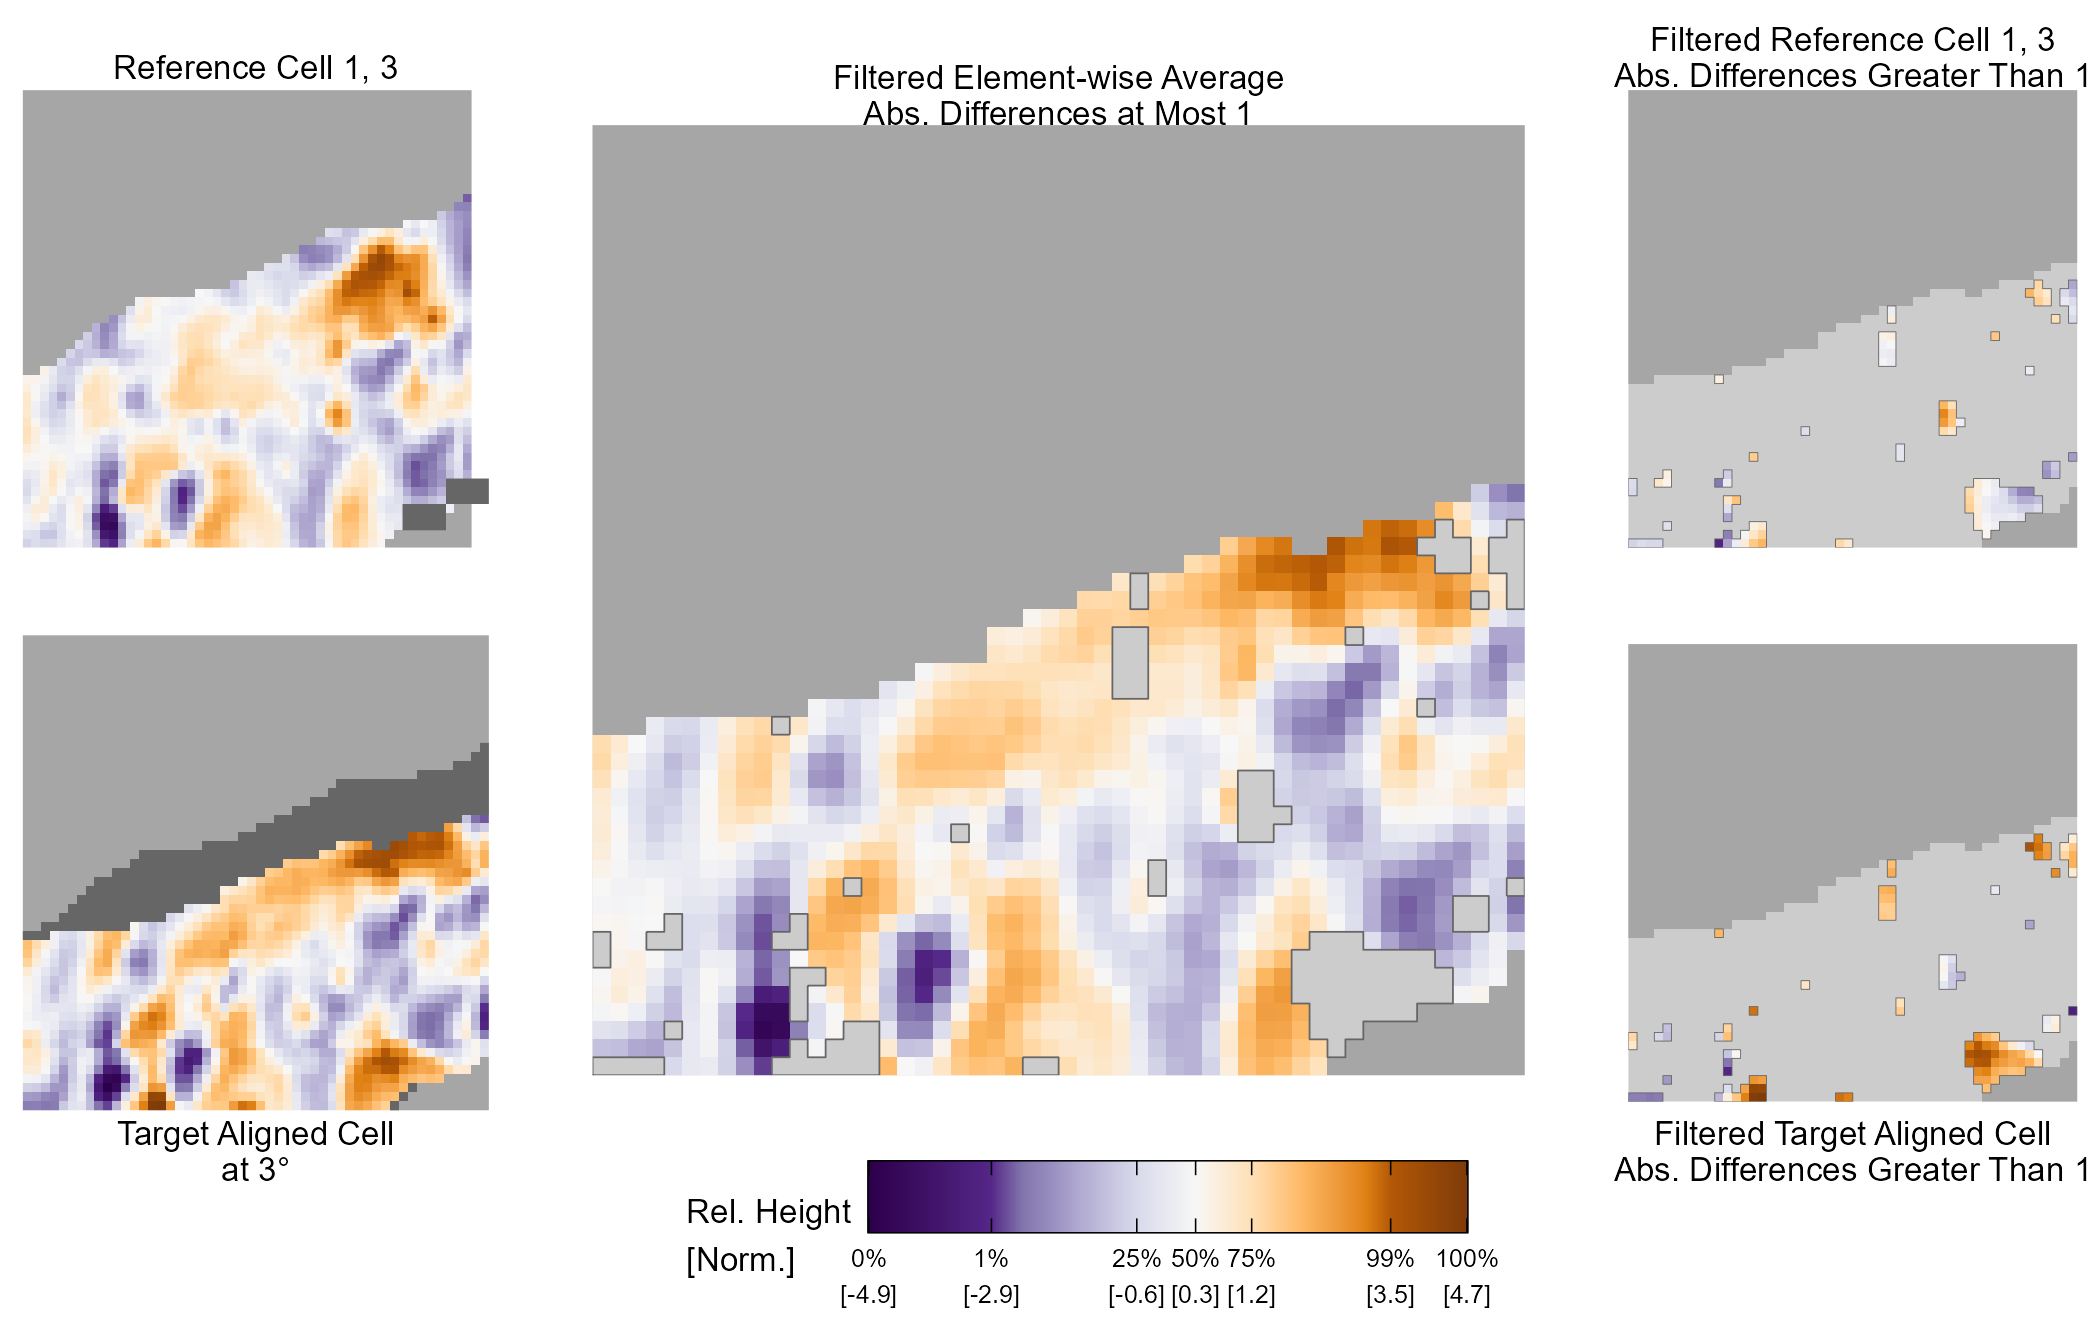 Reference Cell 1, 3
Filtered Element-wise Average
Abs. Differences at Most 1
Filtered Reference Cell 1, 3
Abs. Differences Greater Than 1
Target Aligned Cell
at 3°
Filtered Target Aligned Cell
Abs. Differences Greater Than 1
Rel. Height
[Norm.]
0% 1% 25% 50% 75% 99% 100%
[-4.9] [-2.9] [-0.6] [0.3] [1.2] [3.5] [4.7]